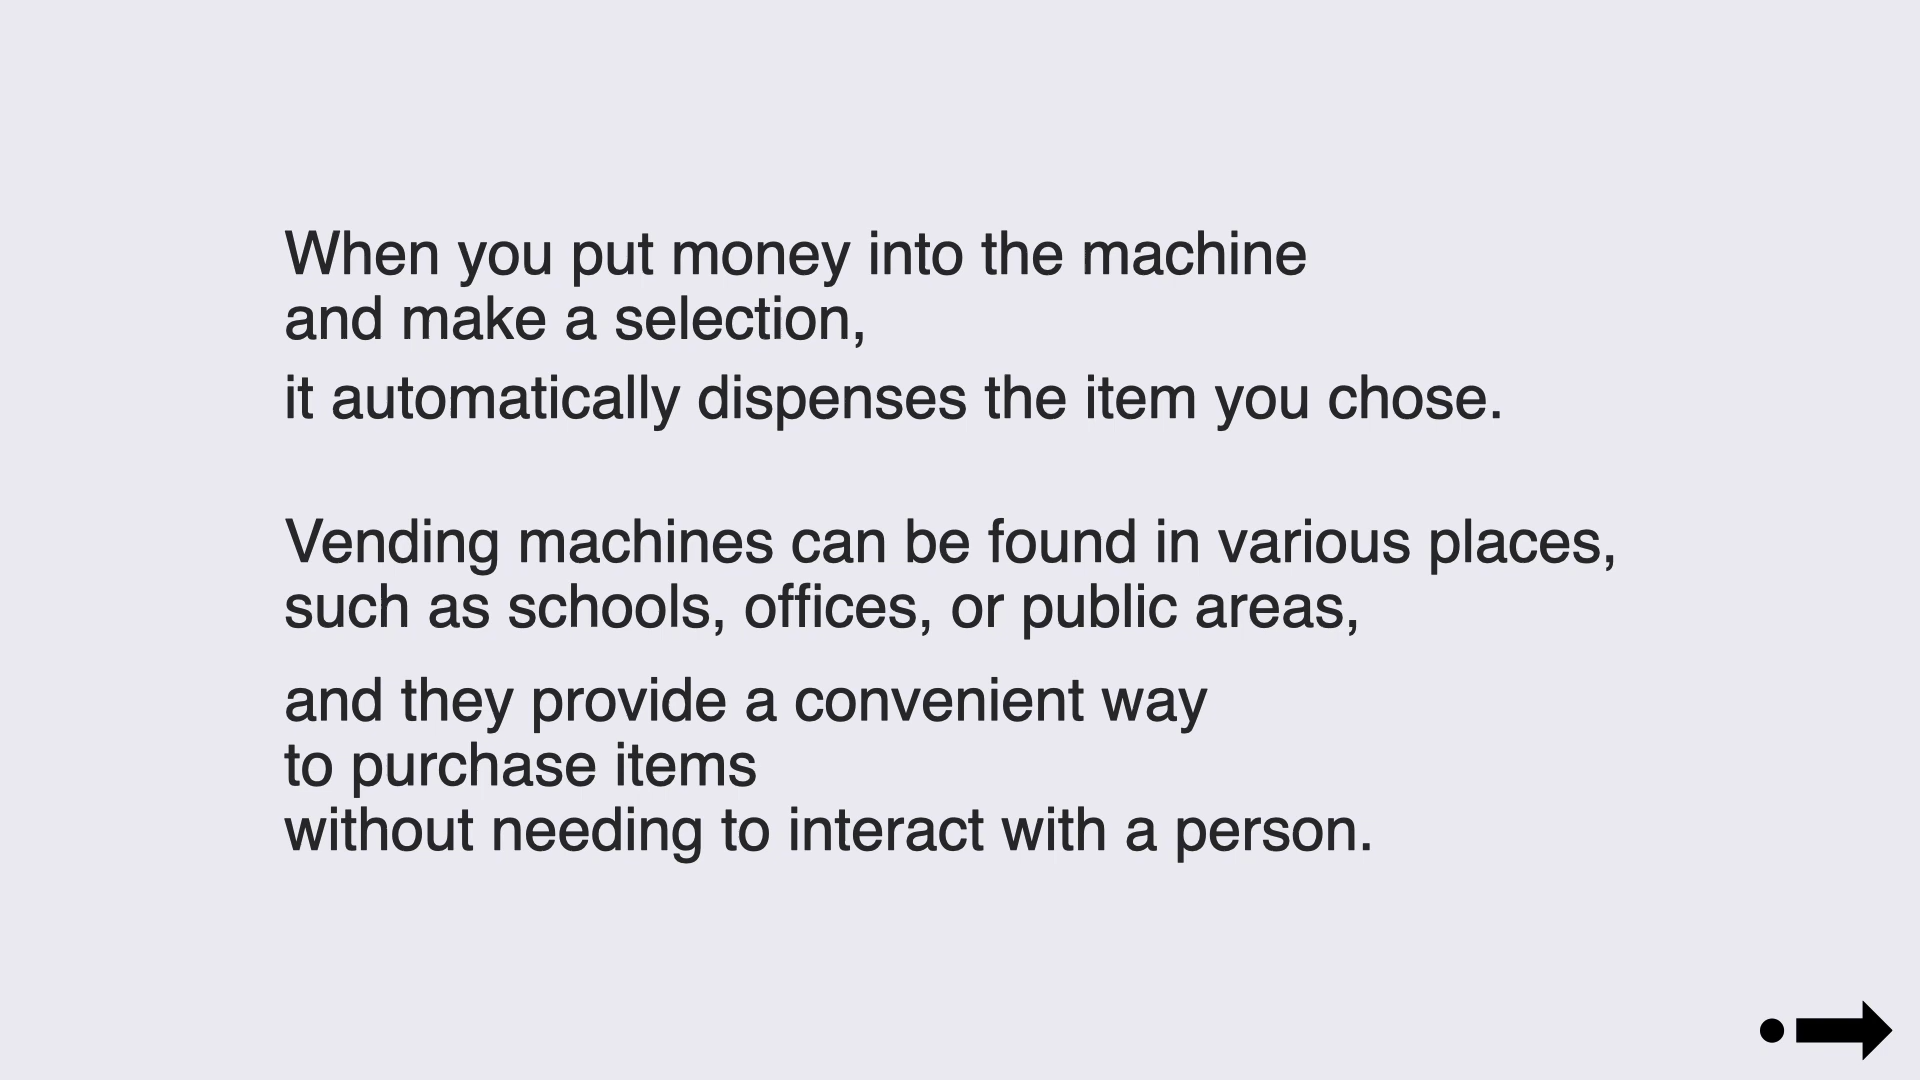 When you put money into the machine
and make a selection,
it automatically dispenses the item you chose.
Vending machines can be found in various places,
such as schools, offices, or public areas,
and they provide a convenient way
to purchase items
without needing to interact with a person.